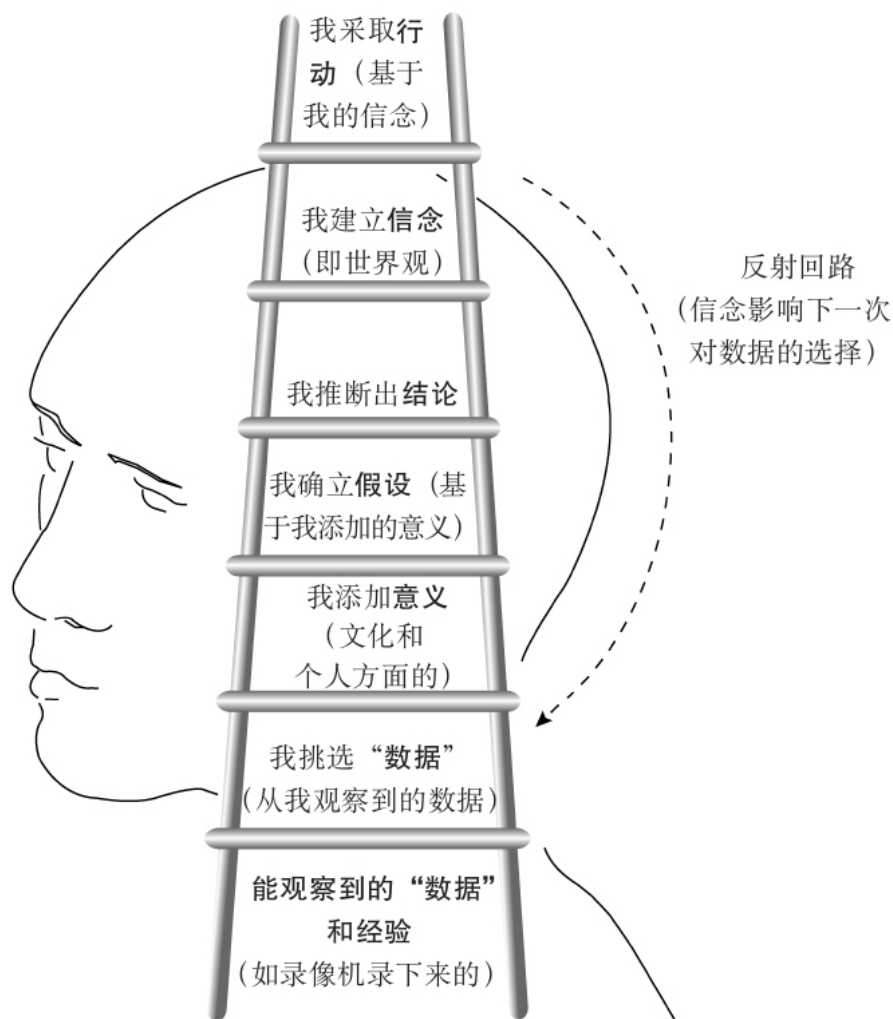 我采取行
动（基于
我的信念）
我建立信念
（即世界观）
反射回路
（信念影响下一次
对数据的选择）
我推断出结论
我确立假设（基
于我添加的意义）
我添加意义
（文化和
个人方面的）
我挑选“数据”
（从我观察到的数据）
能观察到的“数据”
和经验
（如录像机录下来的）